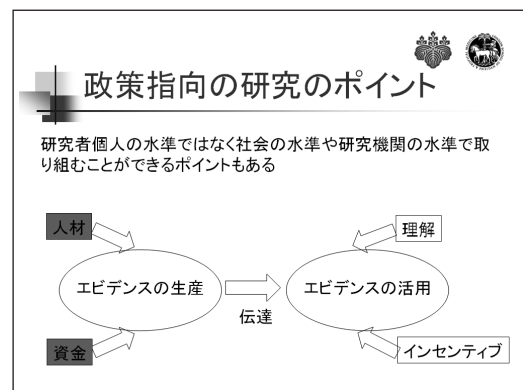 政策指向の研究のポイント
研究者個人の水準ではなく社会の水準や研究機関の水準で取
り組むことができるポイントもある
人材
理解
エビデンスの生産
エビデンスの活用
伝達
資金
インセンティブ